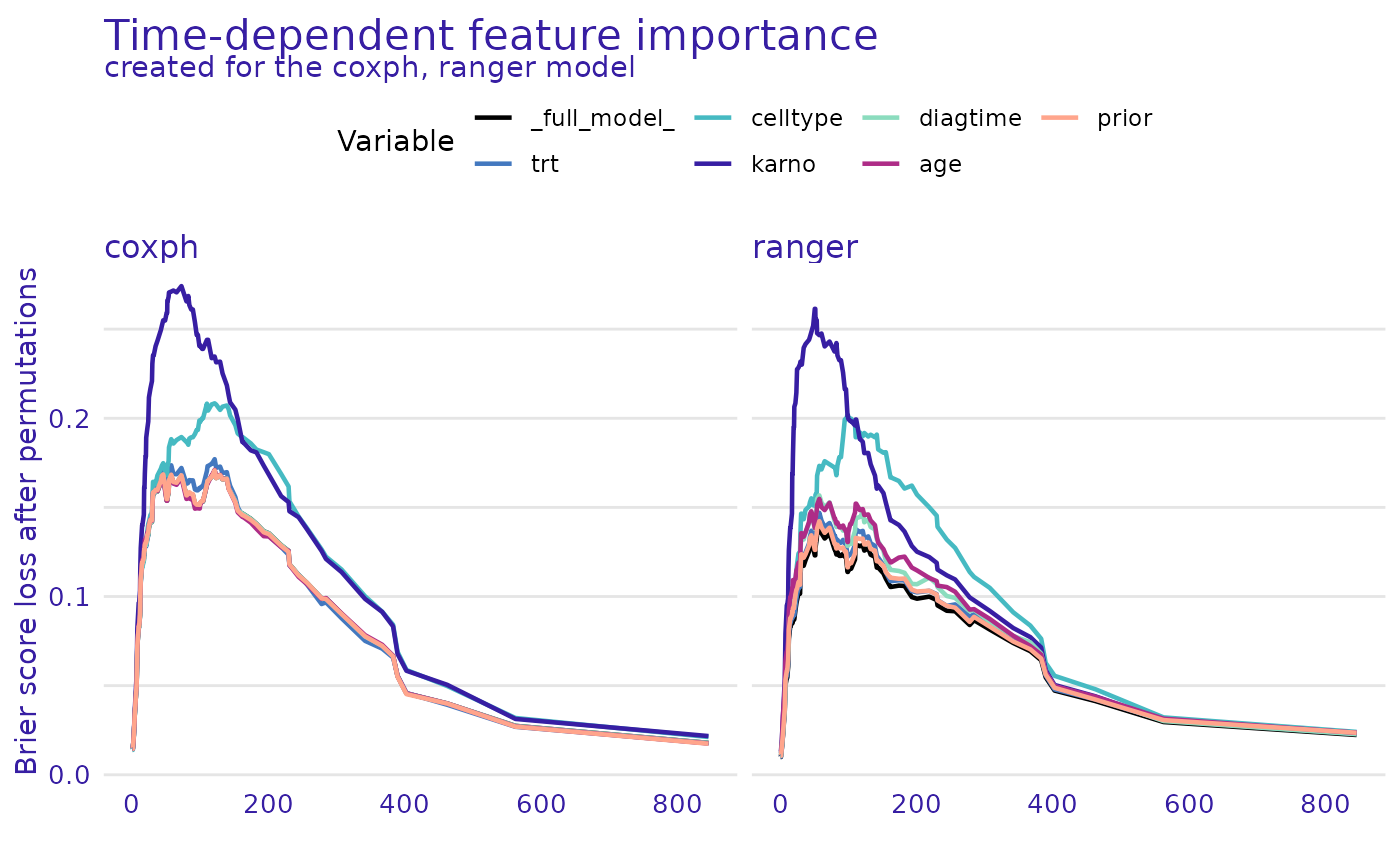 Time-dependent feature importance
created for the coxph, ranger model
Variable
_full_model_ celltype diagtime prior
trt karno age
coxph ranger
Brier score loss after permutations
0.2
0.1
0.0
0 200 400 600 800 0 200 400 600 800